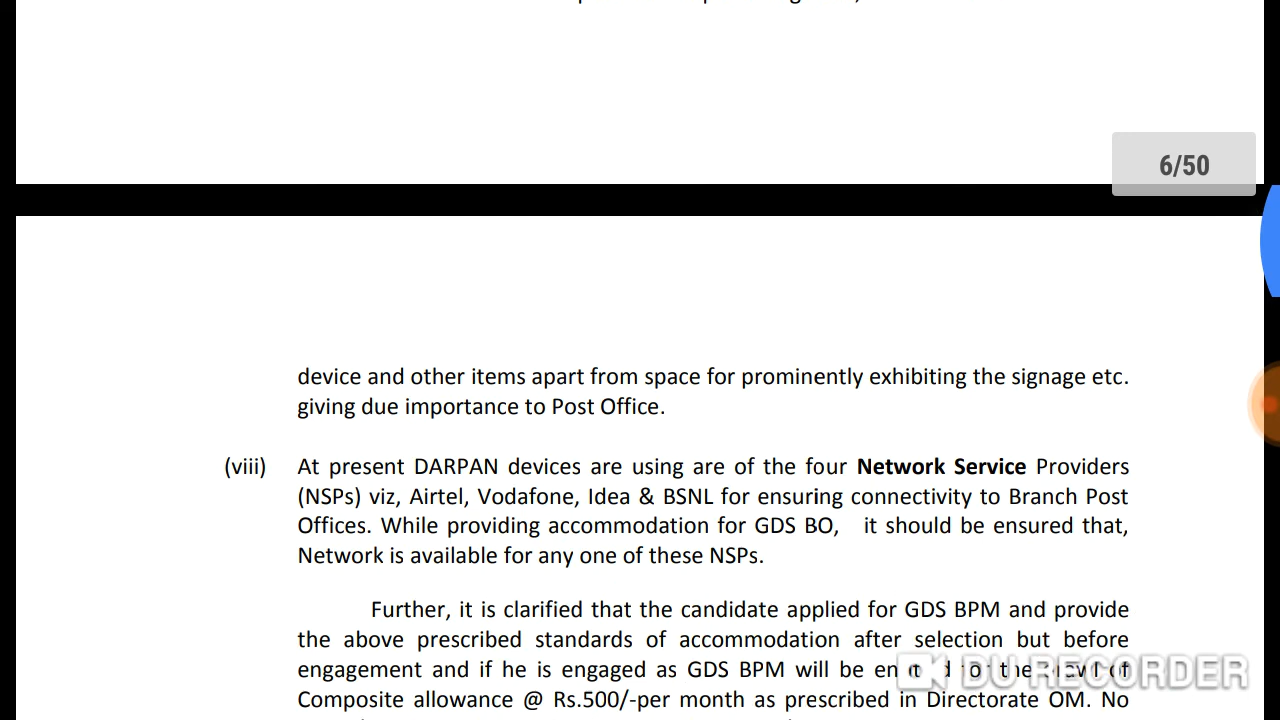 6/50
device and other items apart from space for prominently exhibiting the signage etc.
giving due importance to Post Office.
(viii) At present DARPAN devices are using are of the four Network Service Providers
(NSPs) viz, Airtel, Vodafone, Idea & BSNL for ensuring connectivity to Branch Post
Offices. While providing accommodation for GDS BO, it should be ensured that,
Network is available for any one of these NSPs.
Further, it is clarified that the candidate applied for GDS BPM and provide
the above prescribed standards of accommodation after selection but before
engagement and if he is engaged as GDS BPM will be for the of
Composite allowance @ Rs.500/-per month as prescribed in Directorate OM. No
DU RECORDER